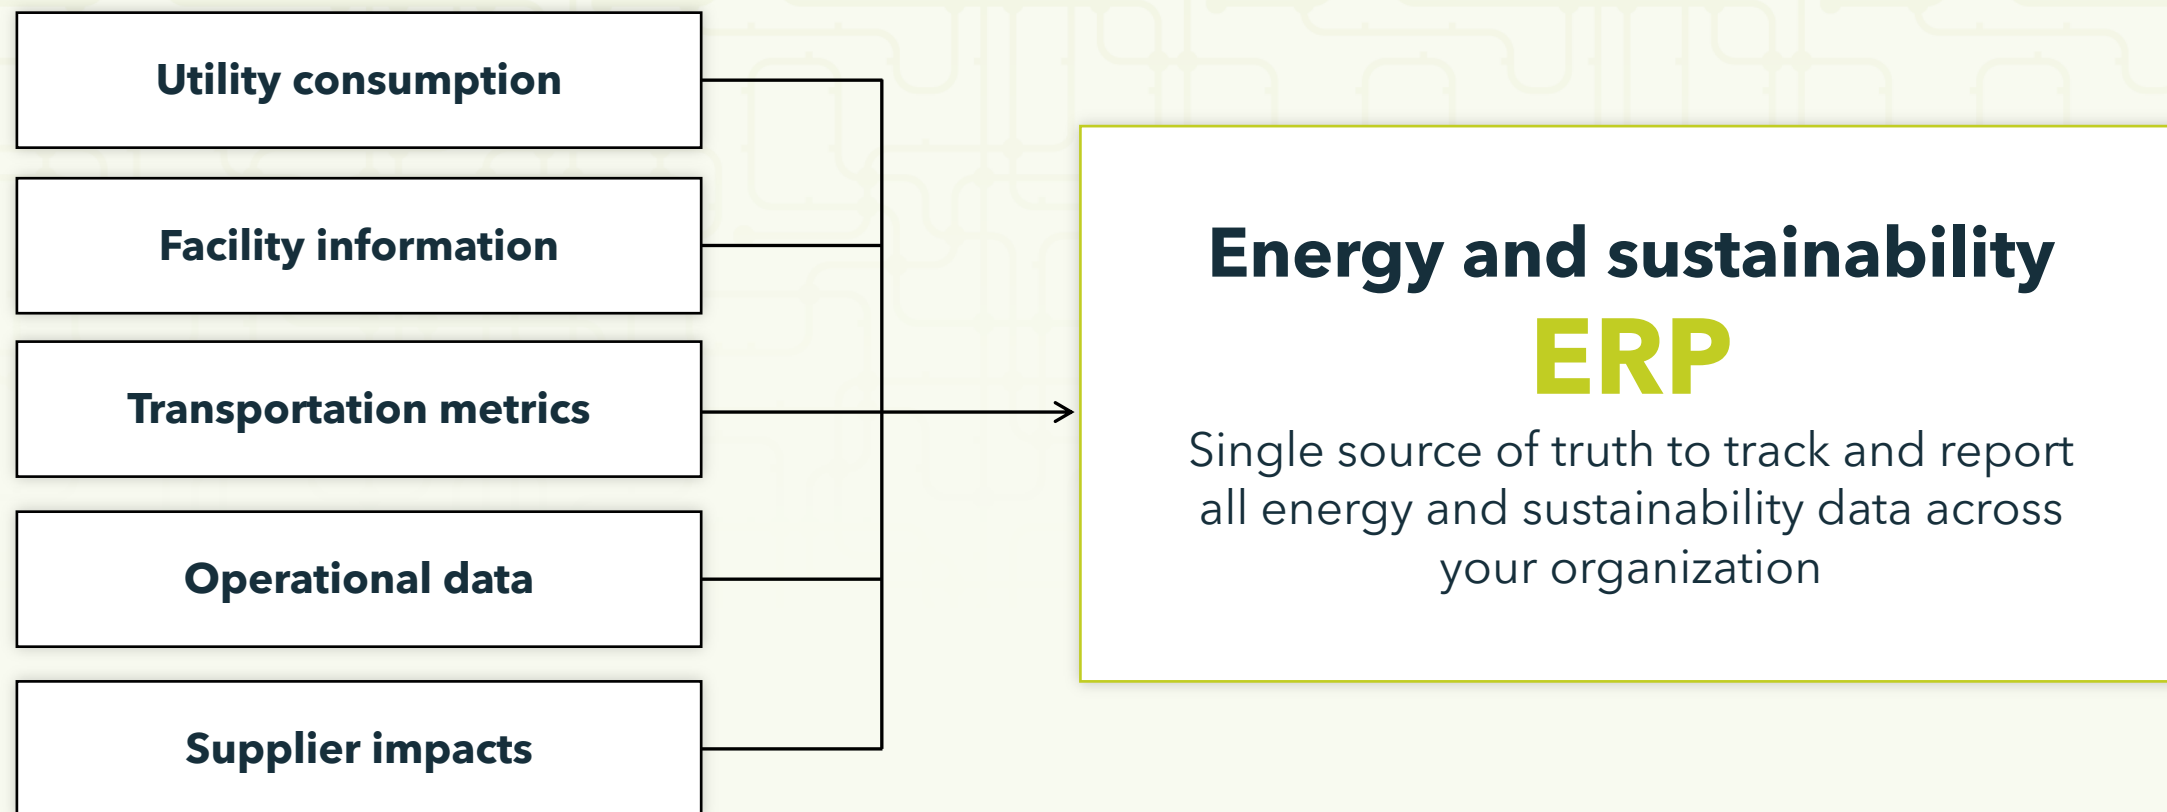 Utility consumption
Facility information
Transportation metrics
Operational data
Supplier impacts
Energy and sustainability
ERP
Single source of truth to track and report
all energy and sustainability data across
your organization